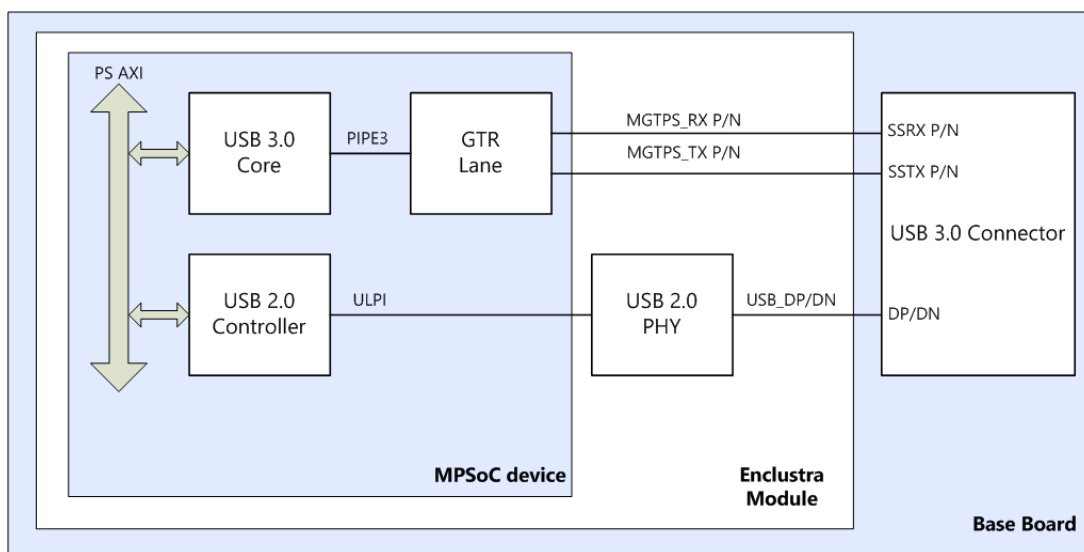 PS AXI
USB 3.0
Core
PIPE3
GTR
Lane
MGTPS_RX P/N
MGTPS_TX P/N
SSRX P/N
SSTX P/N
USB 3.0 Connector
USB 2.0
Controller
ULPI
USB 2.0
PHY
USB_DP/DN
DP/DN
MPSoC device
Enclustra
Module
Base Board